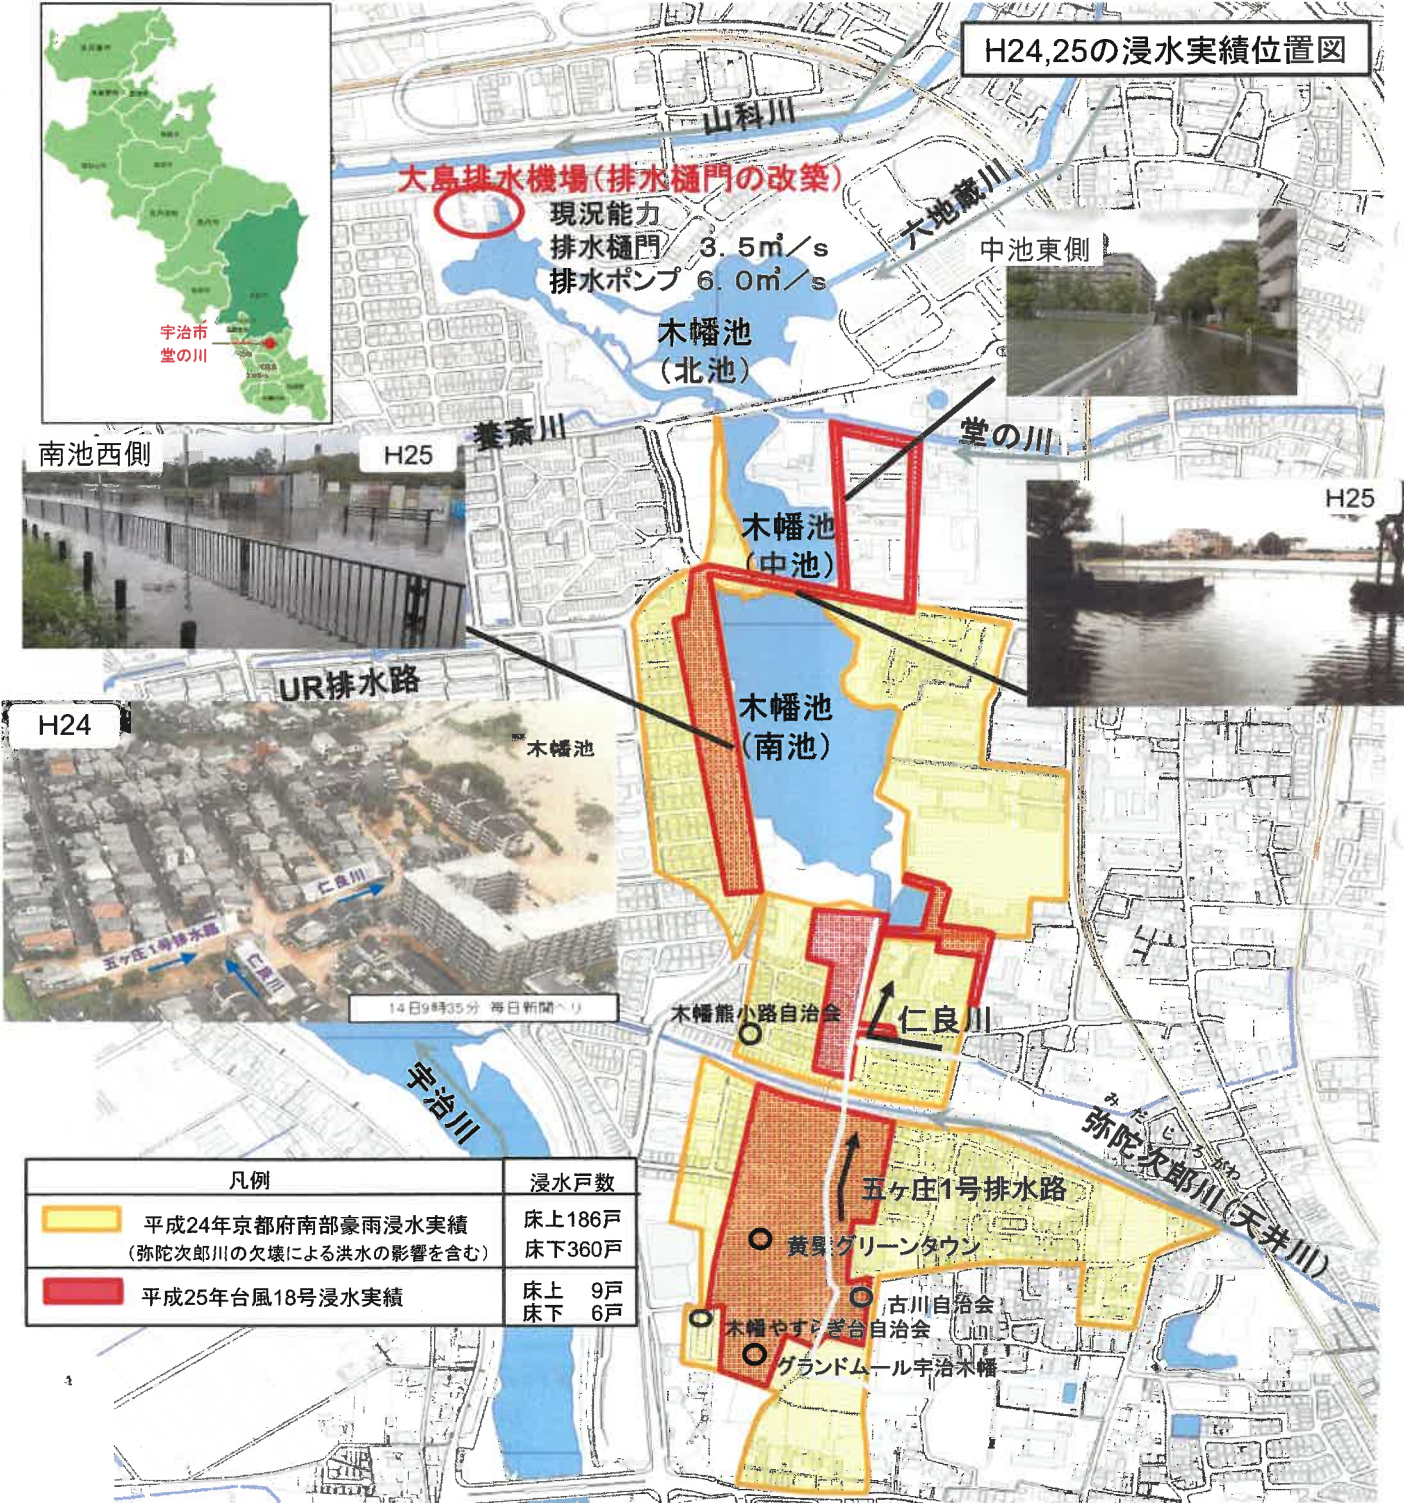 H24,25の浸水実績位置図
山科川
大島排水機場(排水樋門の改築)
現況能力
排水樋門 3.5㎥/s
排水ポンプ 6.0㎥/s
六地蔵川
中池東側
宇治市
堂の川
木幡池
(北池)
養斎川
堂の川
南池西側
H25
H25
木幡池
(中池)
UR排水路
木幡池
(南池)
H24
木幡池
仁良川
五ヶ庄1号排水路
仁良川
14日9時35分 毎日新聞ヘリ
木幡熊小路自治会
仁良川
宇治川
みだじろがわ
弥陀次郎川(天井川)
五ヶ庄1号排水路
黄檗グリーンタウン
古川自治会
木幡やすらぎ台自治会
グランドムール宇治木幡
凡例
浸水戸数
平成24年京都府南部豪雨浸水実績
(弥陀次郎川の欠壊による洪水の影響を含む)
床上186戸
床下360戸
平成25年台風18号浸水実績
床上 9戸
床下 6戸